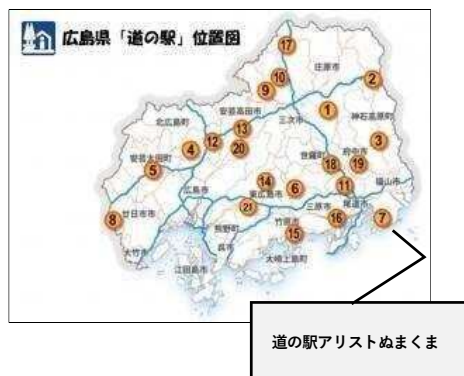 広島県「道の駅」位置図
17
庄原市
10
2
9
1
安芸高田市
三次市
神石高原町
北広島町
13
12
20
3
4
安芸太田町
世羅町
府中市
18
19
5
14
6
11
福山市
広島市
東広島市
尾道市
8
廿日市市
21
三原市
16
7
熊野町
竹原市
15
呉市
大竹市
江田島市
大崎上島町
道の駅アリストぬまくま